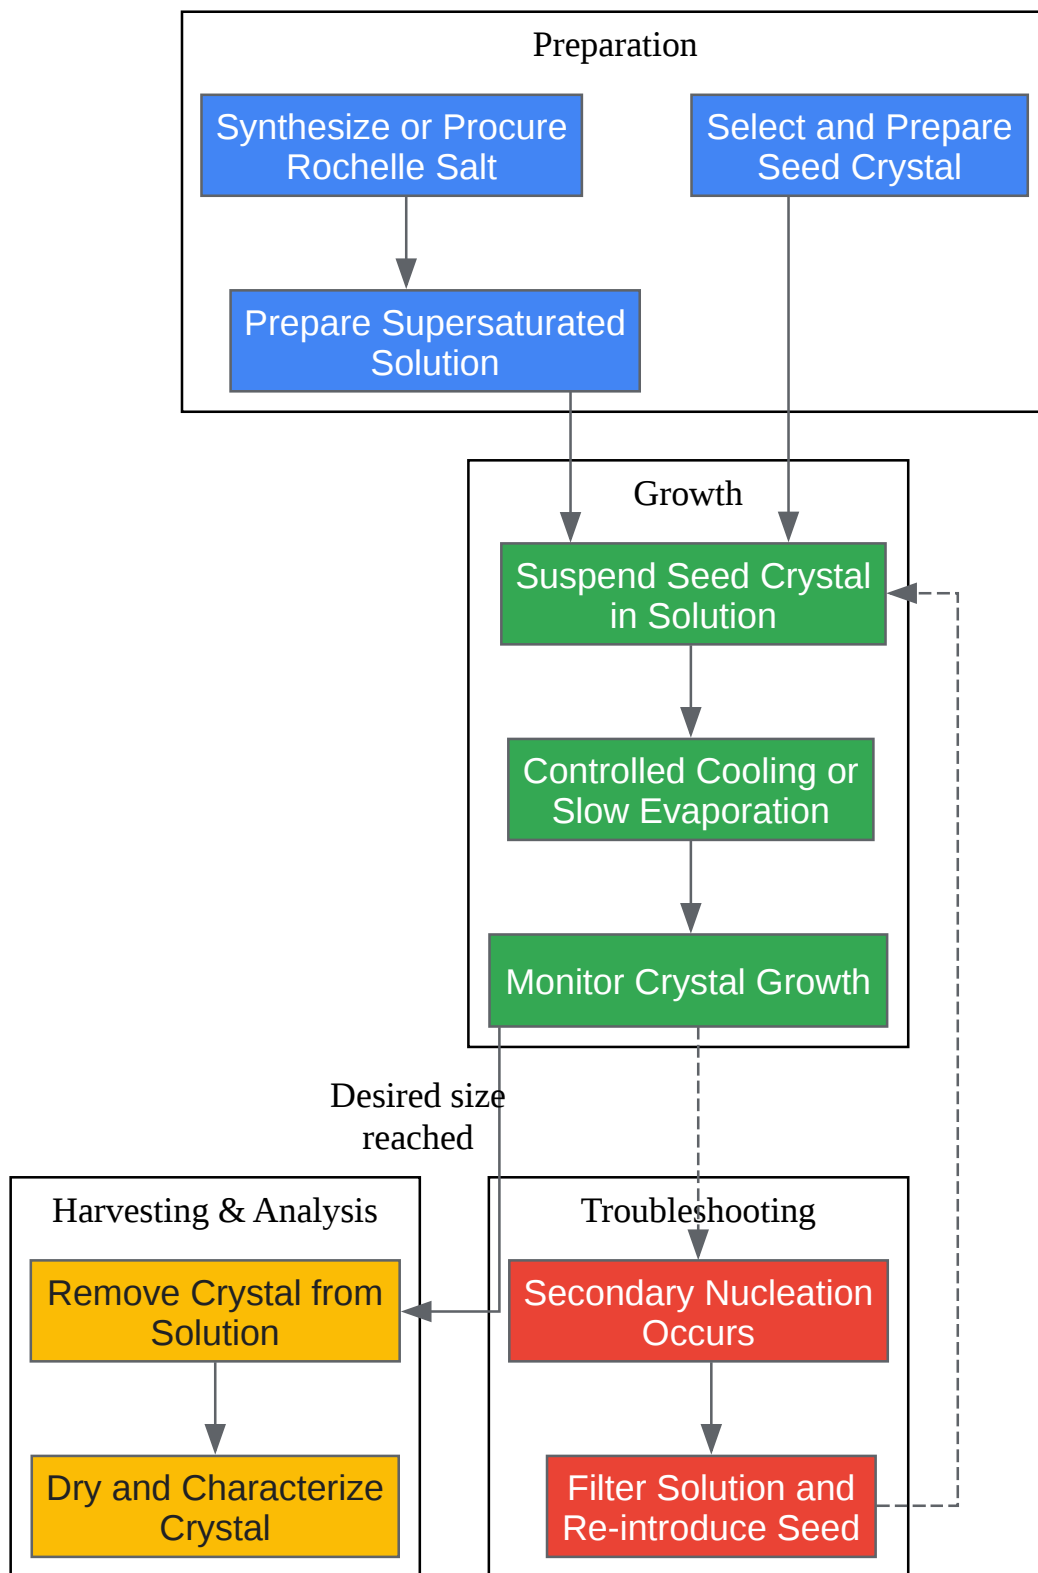 Preparation
Synthesize or Procure
Rochelle Salt
Select and Prepare
Seed Crystal
Prepare Supersaturated
Solution
Growth
Suspend Seed Crystal
in Solution
Controlled Cooling or
Slow Evaporation
Monitor Crystal Growth
Desired size
reached
Harvesting & Analysis
Remove Crystal from
Solution
Dry and Characterize
Crystal
Troubleshooting
Secondary Nucleation
Occurs
Filter Solution and
Re-introduce Seed